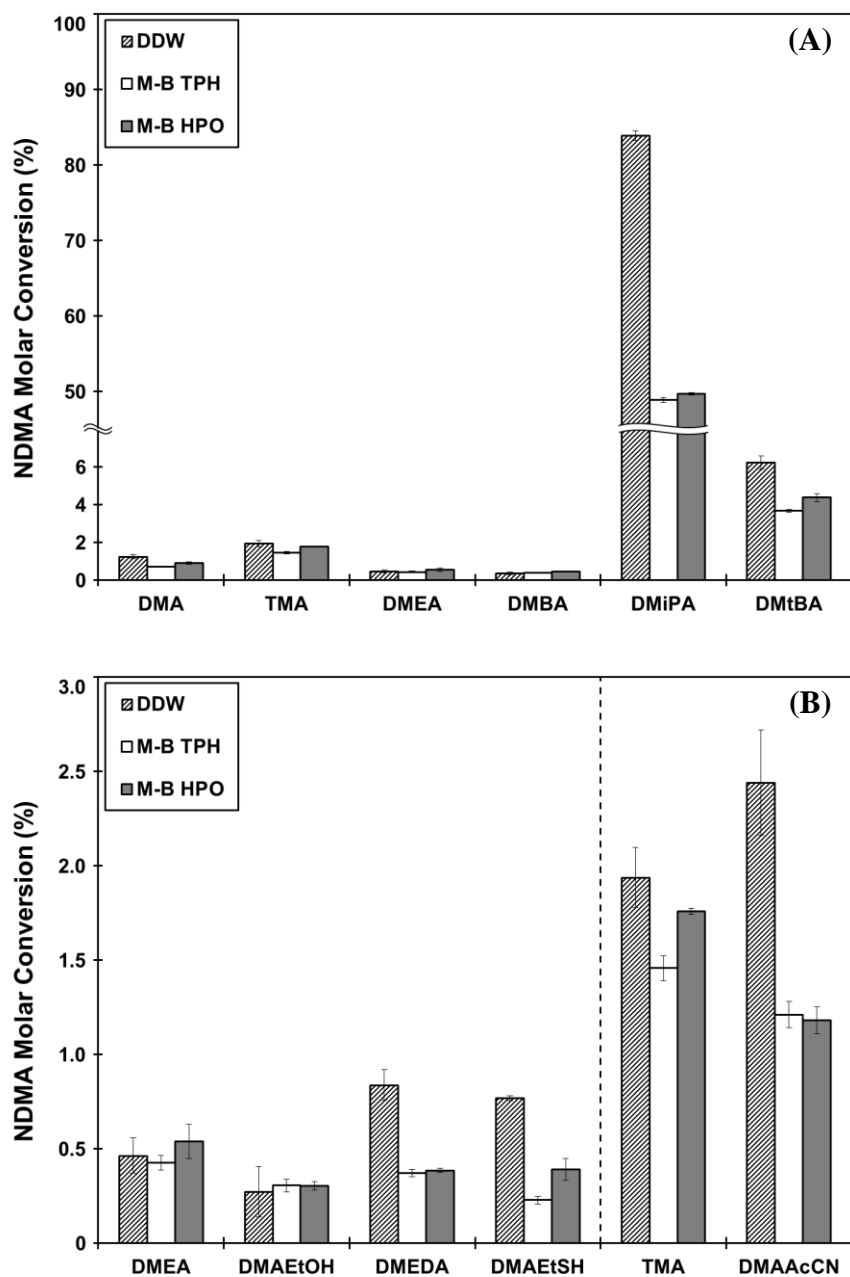 (A)
DDW
M-B TPH
M-B HPO
NDMA Molar Conversion (%)
100
90
80
70
60
50
6
4
2
0
DMA TMA DMEA DMBA DMiPA DMtBA
(B)
DDW
M-B TPH
M-B HPO
NDMA Molar Conversion (%)
3.0
2.5
2.0
1.5
1.0
0.5
0
DMEA DMAEtOH DMEDA DMAEtSH TMA DMAAcCN